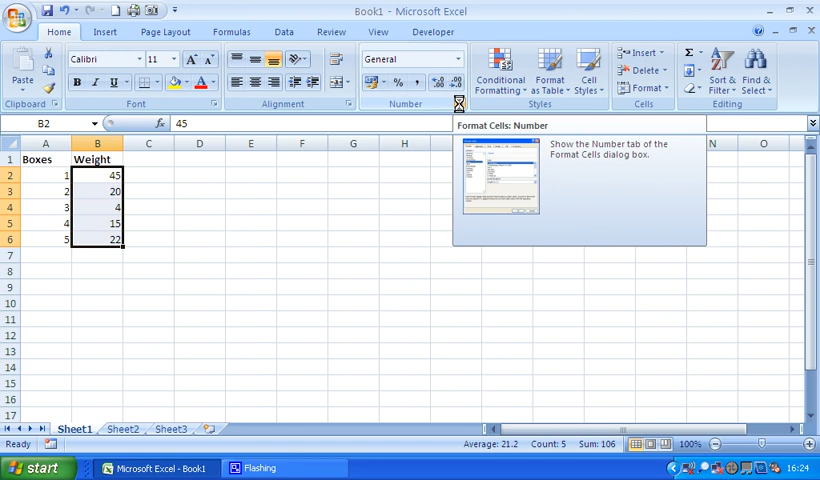 Book1 - Microsoft Excel
Home Insert Page Layout Formulas Data Review View Developer
Calibri 11 General Insert Σ
Paste B I U % , Conditional Formatting Format as Table Cell Styles Delete Sort & Filter Find & Select
Format
Clipboard Font Alignment Number Styles Cells Editing
B2 fx 45
Format Cells: Number
Show the Number tab of the
Format Cells dialog box.
A B C D E F G H N O
1 Boxes Weight
2 1 45
3 2 20
4 3 4
5 4 15
6 5 22
7
8
9
10
11
12
13
14
15
16
17
Sheet1 Sheet2 Sheet3
Ready Average: 21.2 Count: 5 Sum: 106 100%
start Microsoft Excel - Book1 Flashing 16:24